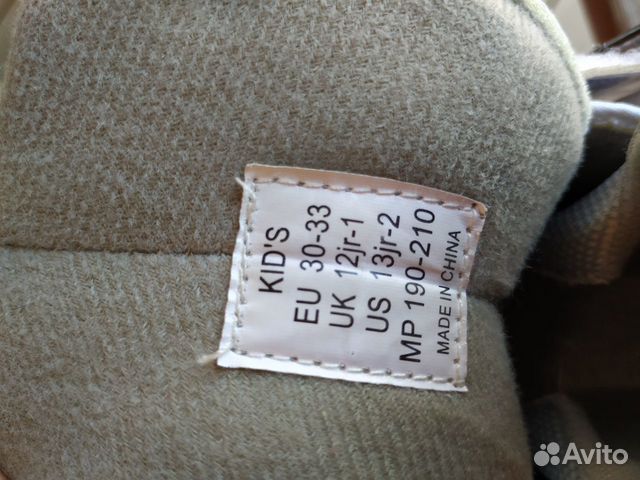 KID'S
EU 30-33
UK 12jr-1
US 13jr-2
MP 190-210
MADE IN CHINA
Avito